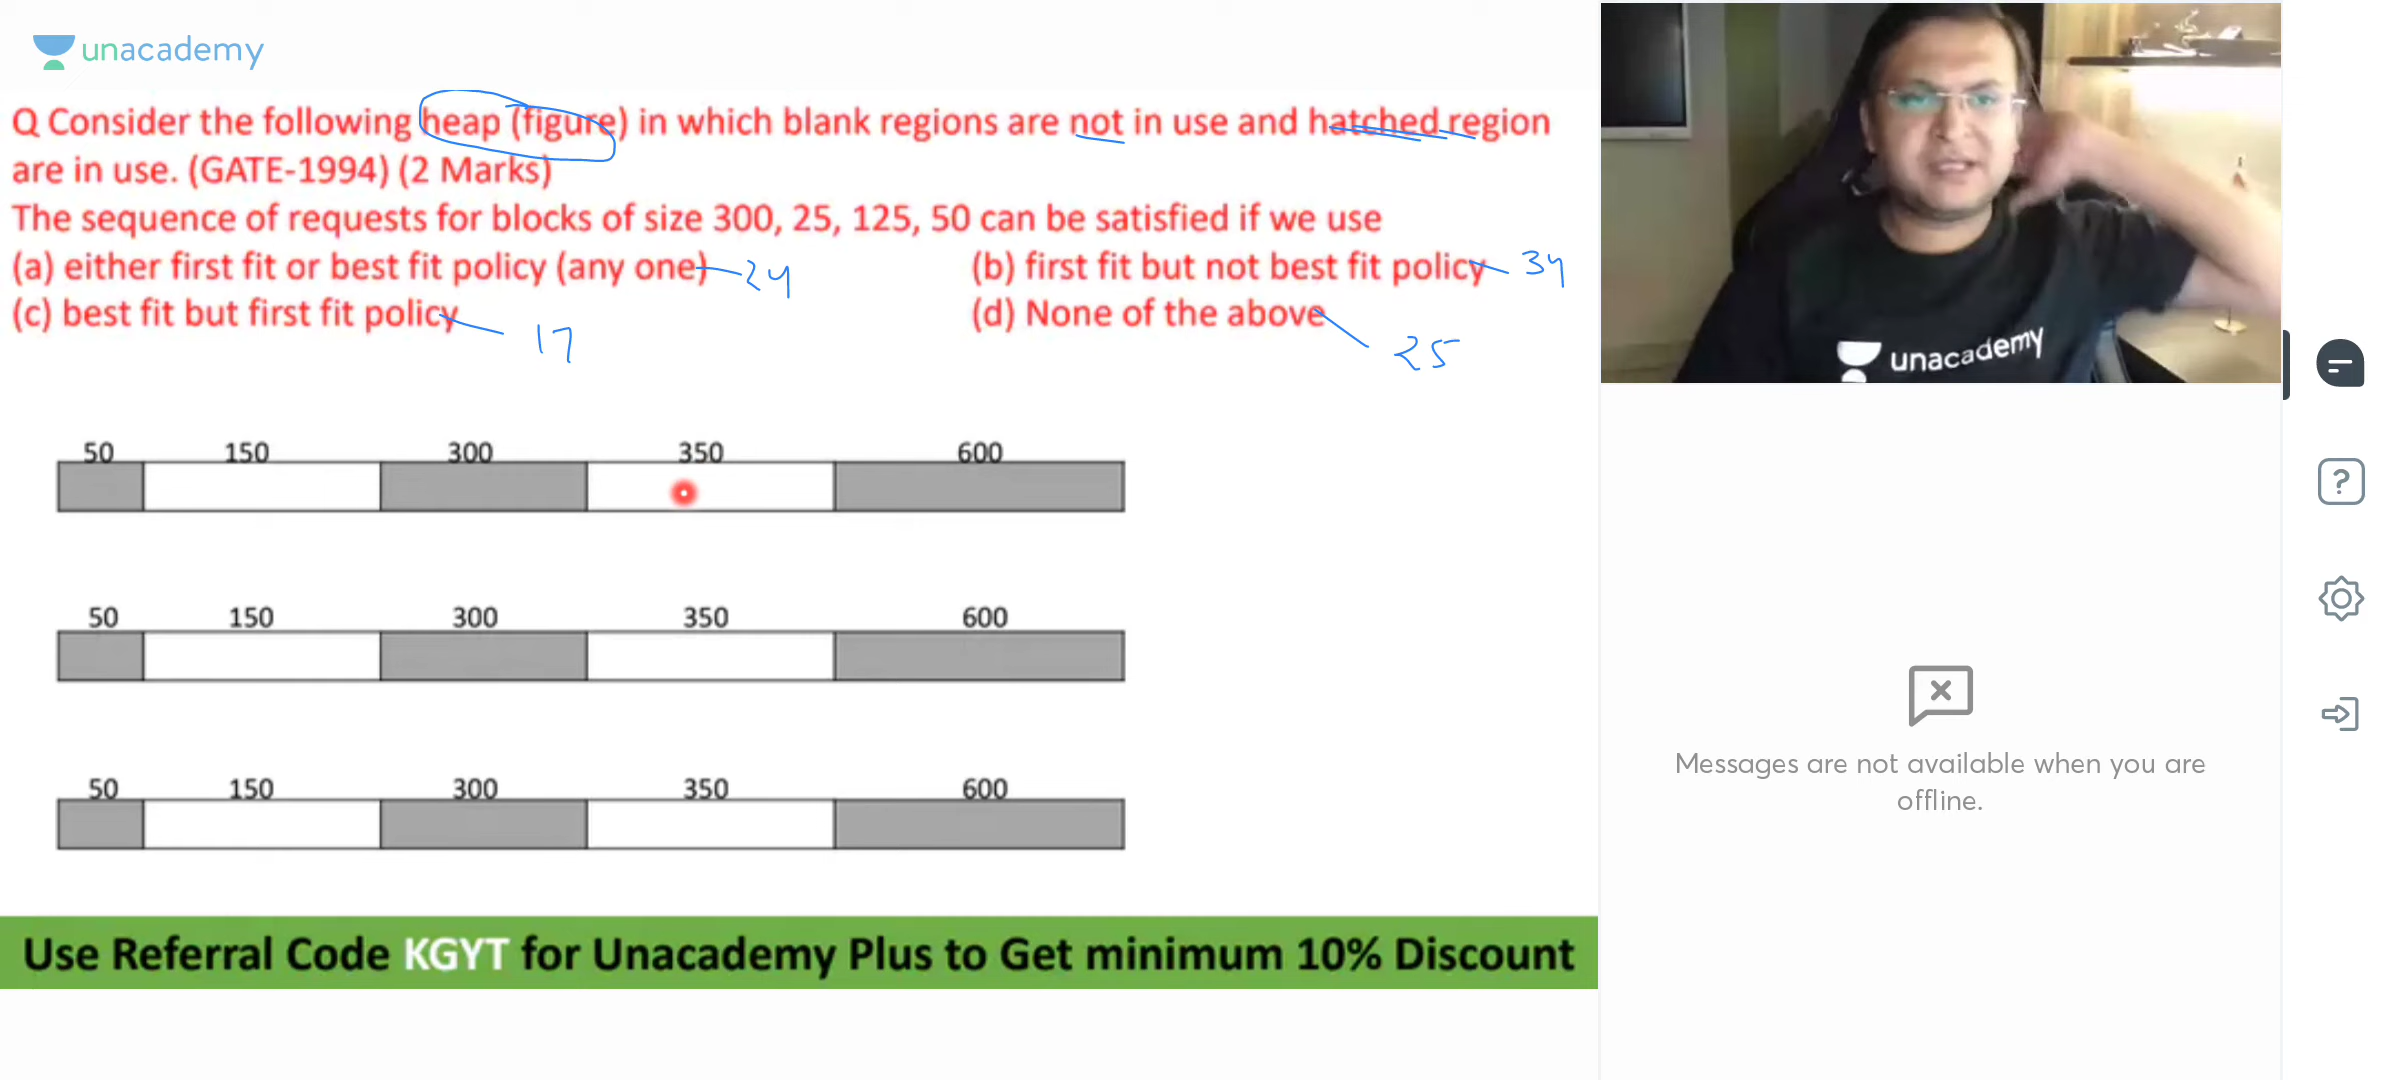 unacademy
Q Consider the following heap (figure) in which blank regions are not in use and hatched region
are in use. (GATE-1994) (2 Marks)
The sequence of requests for blocks of size 300, 25, 125, 50 can be satisfied if we use
(a) either first fit or best fit policy (any one) 24
(b) first fit but not best fit policy 34
(c) best fit but first fit policy 17
(d) None of the above 25
50 150 300 350 600
50 150 300 350 600
50 150 300 350 600
Use Referral Code KGYT for Unacademy Plus to Get minimum 10% Discount
unacademy
?
Messages are not available when you are
offline.